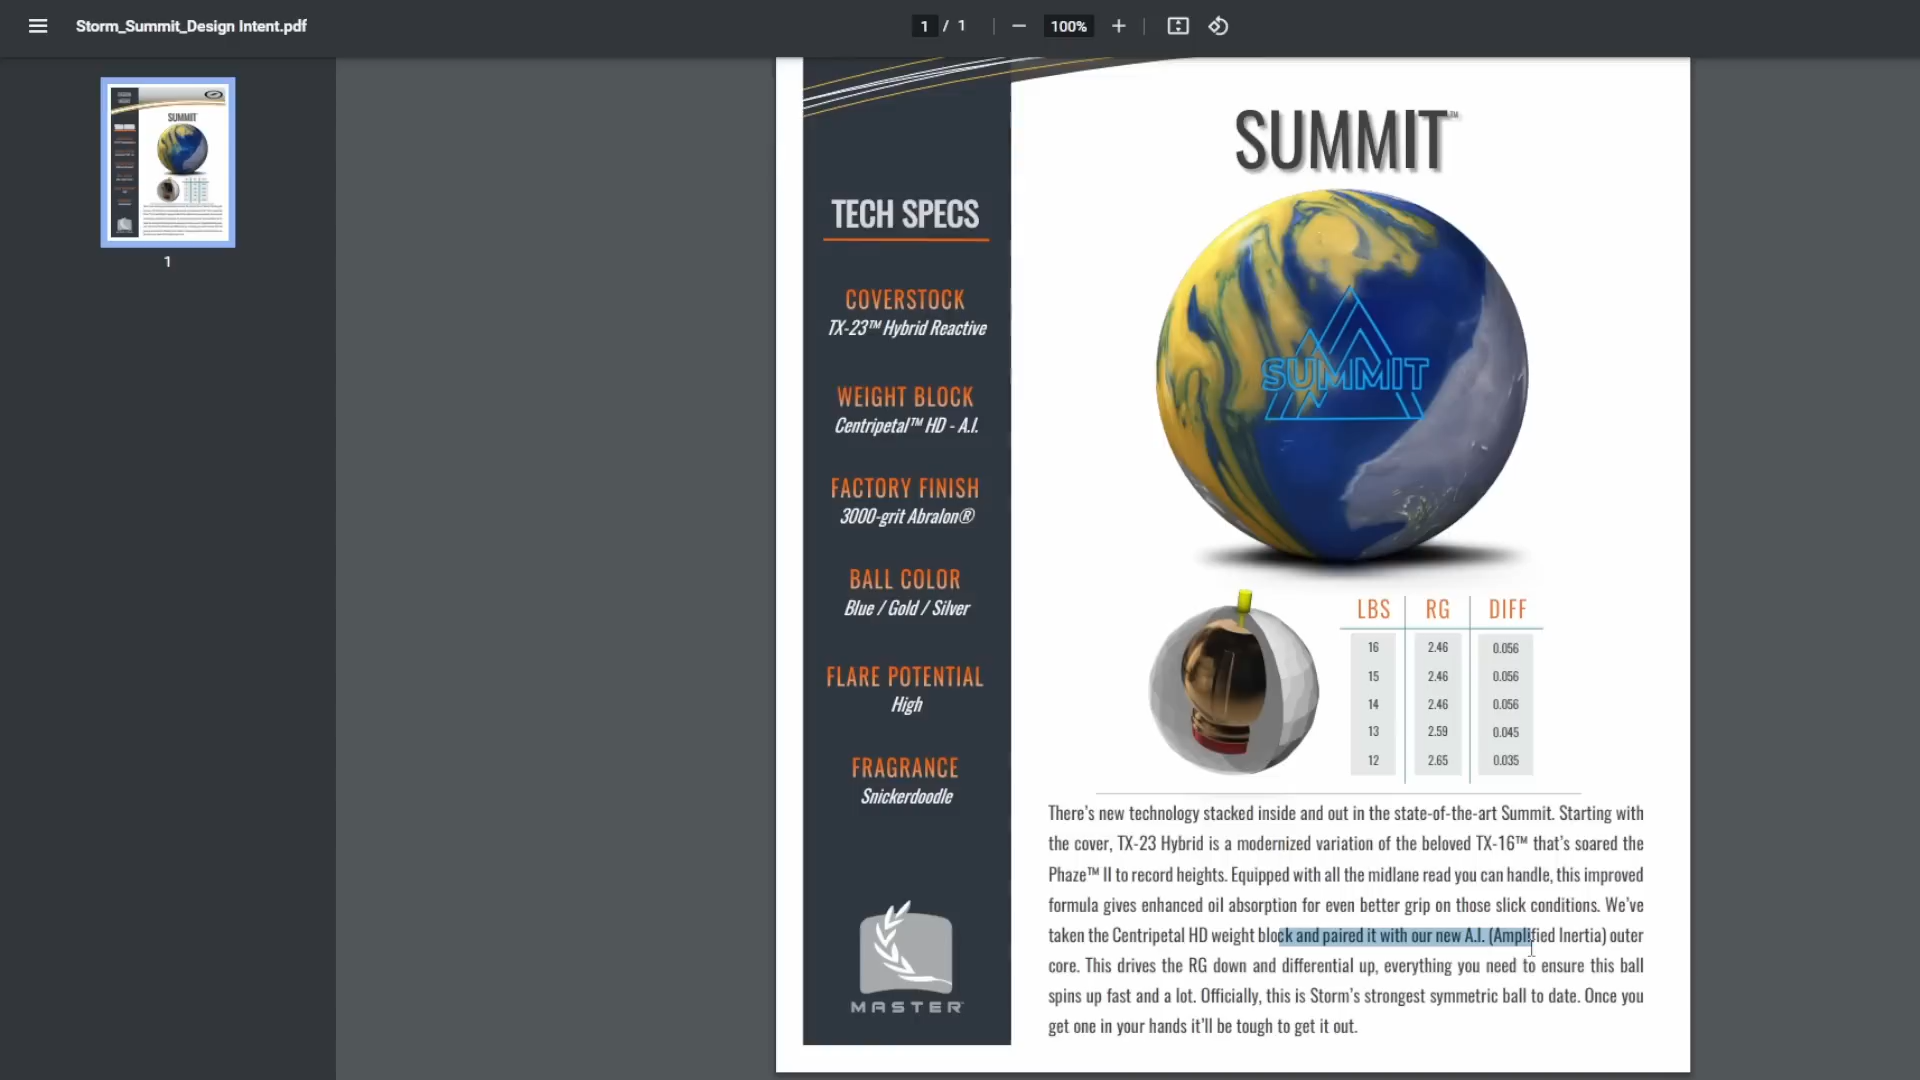 Storm_Summit_Design Intent.pdf
1 / 1
100%
1
SUMMIT™
TECH SPECS
COVERSTOCK
TX-23™ Hybrid Reactive
WEIGHT BLOCK
Centripetal™ HD - A.I.
FACTORY FINISH
3000-grit Abralon®
BALL COLOR
Blue / Gold / Silver
FLARE POTENTIAL
High
FRAGRANCE
Snickerdoodle
MASTER
SUMMIT
LBS RG DIFF
16 2.46 0.056
15 2.46 0.056
14 2.46 0.056
13 2.59 0.045
12 2.65 0.035
There's new technology stacked inside and out in the state-of-the-art Summit. Starting with
the cover, TX-23 Hybrid is a modernized variation of the beloved TX-16™ that's soared the
Phaze™ II to record heights. Equipped with all the midlane read you can handle, this improved
formula gives enhanced oil absorption for even better grip on those slick conditions. We've
taken the Centripetal HD weight block and paired it with our new A.I. (Amplified Inertia) outer
core. This drives the RG down and differential up, everything you need to ensure this ball
spins up fast and a lot. Officially, this is Storm's strongest symmetric ball to date. Once you
get one in your hands it'll be tough to get it out.